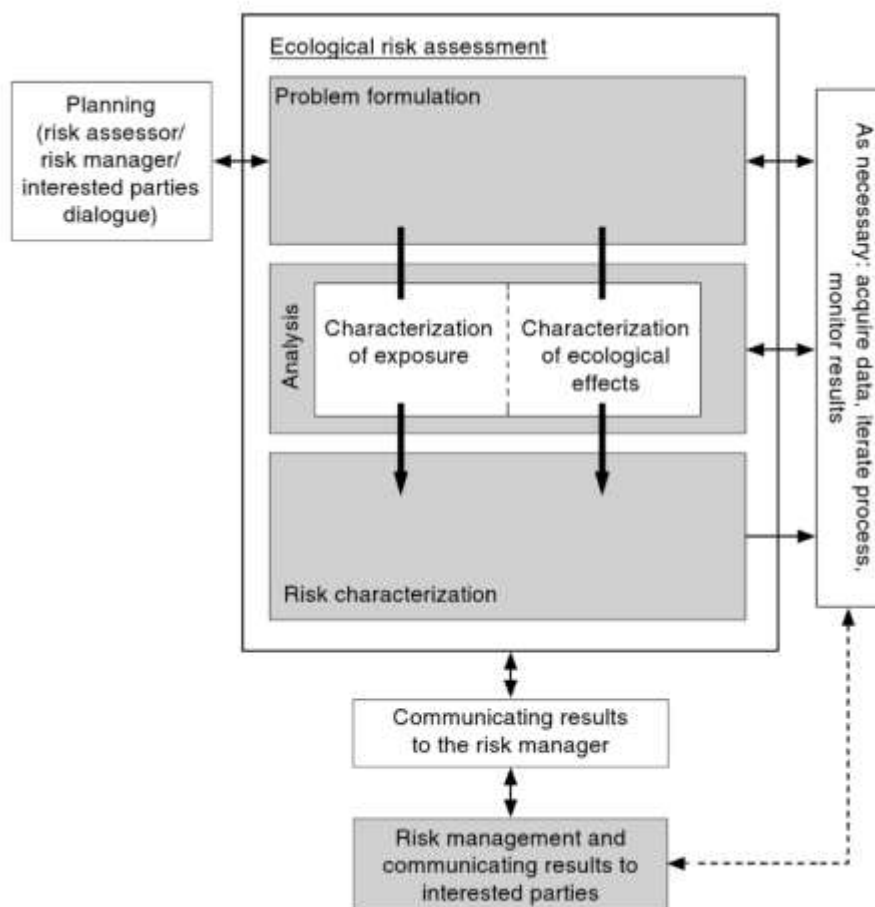 Ecological risk assessment
Problem formulation
Planning
(risk assessor/
risk manager/
interested parties
dialogue)
As necessary: acquire data, iterate process,
monitor results
Analysis
Characterization
of exposure
Characterization
of ecological
effects
Risk characterization
Communicating results
to the risk manager
Risk management and
communicating results to
interested parties